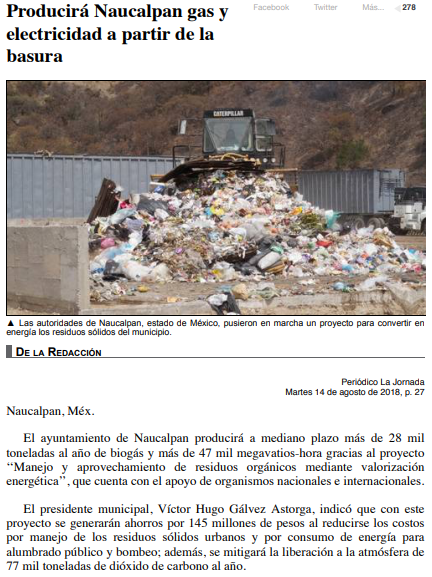 Producirá Naucalpan gas y
electricidad a partir de la
basura
Facebook Twitter Más... 278
CATERPILLAR
▲ Las autoridades de Naucalpan, estado de México, pusieron en marcha un proyecto para convertir en
energía los residuos sólidos del municipio.
DE LA REDACCIÓN
Periódico La Jornada
Martes 14 de agosto de 2018, p. 27
Naucalpan, Méx.
El ayuntamiento de Naucalpan producirá a mediano plazo más de 28 mil
toneladas al año de biogás y más de 47 mil megavatios-hora gracias al proyecto
“Manejo y aprovechamiento de residuos orgánicos mediante valorización
energética”, que cuenta con el apoyo de organismos nacionales e internacionales.
El presidente municipal, Víctor Hugo Gálvez Astorga, indicó que con este
proyecto se generarán ahorros por 145 millones de pesos al reducirse los costos
por manejo de los residuos sólidos urbanos y por consumo de energía para
alumbrado público y bombeo; además, se mitigará la liberación a la atmósfera de
77 mil toneladas de dióxido de carbono al año.